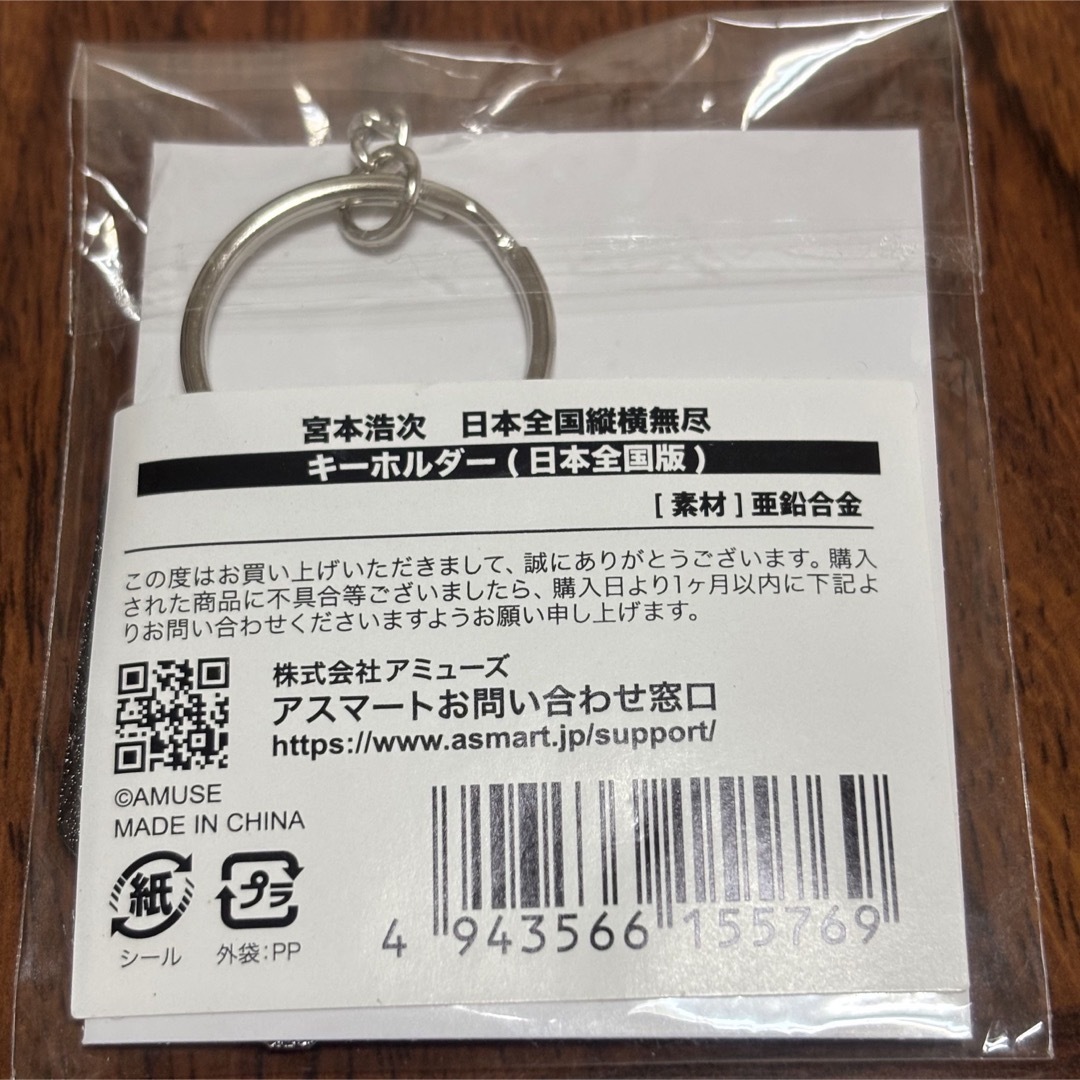 宮本浩次　日本全国縦横無尽
キーホルダー(日本全国版)
[素材]亜鉛合金
この度はお買い上げいただきまして、誠にありがとうございます。購入
された商品に不具合等ございましたら、購入日より1ヶ月以内に下記よ
りお問い合わせくださいますようお願い申し上げます。
株式会社アミューズ
アスマートお問い合わせ窓口
https://www.asmart.jp/support/
©AMUSE
MADE IN CHINA
紙
プラ
シール
外袋:PP
4 943566 155769